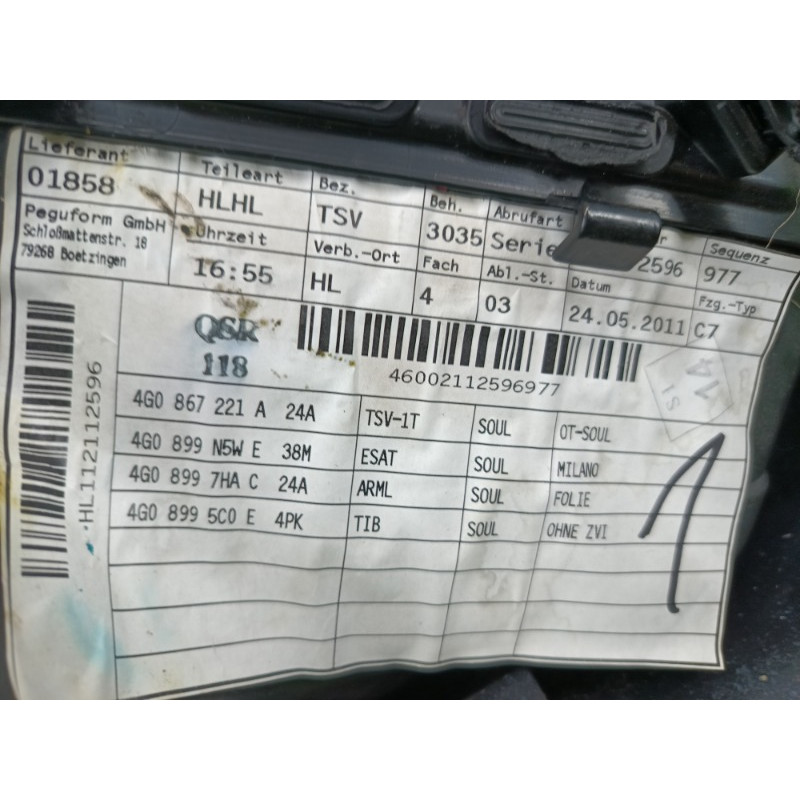 Lieferant Teileart Bez. Beh. Abrufart Sequenz
01858 HLHL TSV 3035 Serie 2596 977
Peguform GmbH
Schloßmattenstr. 18
79268 Boetzingen
Uhrzeit Verb.-Ort Fach Abl.-St. Datum Fzg.-Typ
16:55 HL 4 03 24.05.2011 C7
QSR
118
46002112596977
HL112112596
4G0 867 221 A 24A TSV-1T SOUL OT-SOUL
4G0 899 N5W E 38M ESAT SOUL MILANO
4G0 899 7HA C 24A ARML SOUL FOLIE
4G0 899 5C0 E 4PK TIB SOUL OHNE ZVI
1